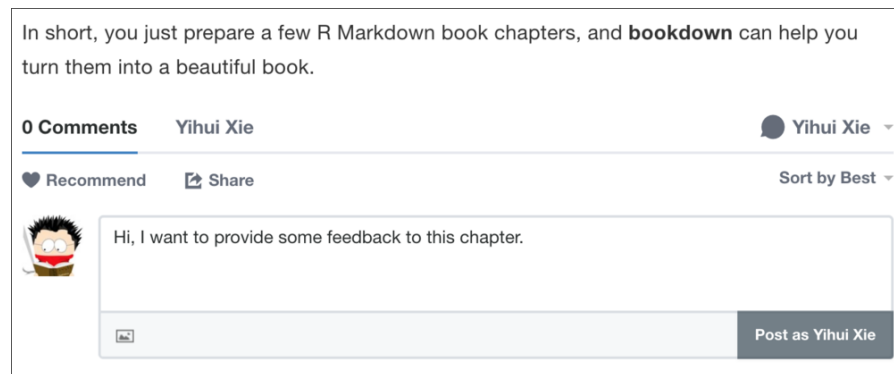 In short, you just prepare a few R Markdown book chapters, and bookdown can help you
turn them into a beautiful book.
0 Comments Yihui Xie Yihui Xie
Recommend Share Sort by Best
Hi, I want to provide some feedback to this chapter.
Post as Yihui Xie